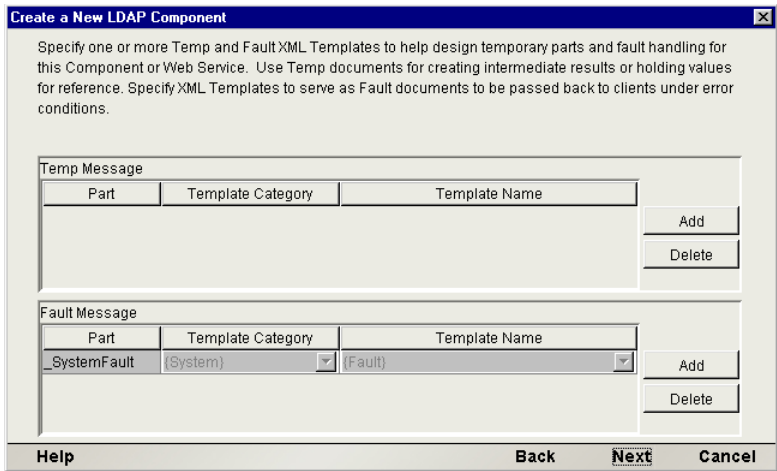 Create a New LDAP Component
Specify one or more Temp and Fault XML Templates to help design temporary parts and fault handling for
this Component or Web Service. Use Temp documents for creating intermediate results or holding values
for reference. Specify XML Templates to serve as Fault documents to be passed back to clients under error
conditions.
Temp Message
Part Template Category Template Name
Add
Delete
Fault Message
Part Template Category Template Name
_SystemFault {System} {Fault}
Add
Delete
Help Back Next Cancel